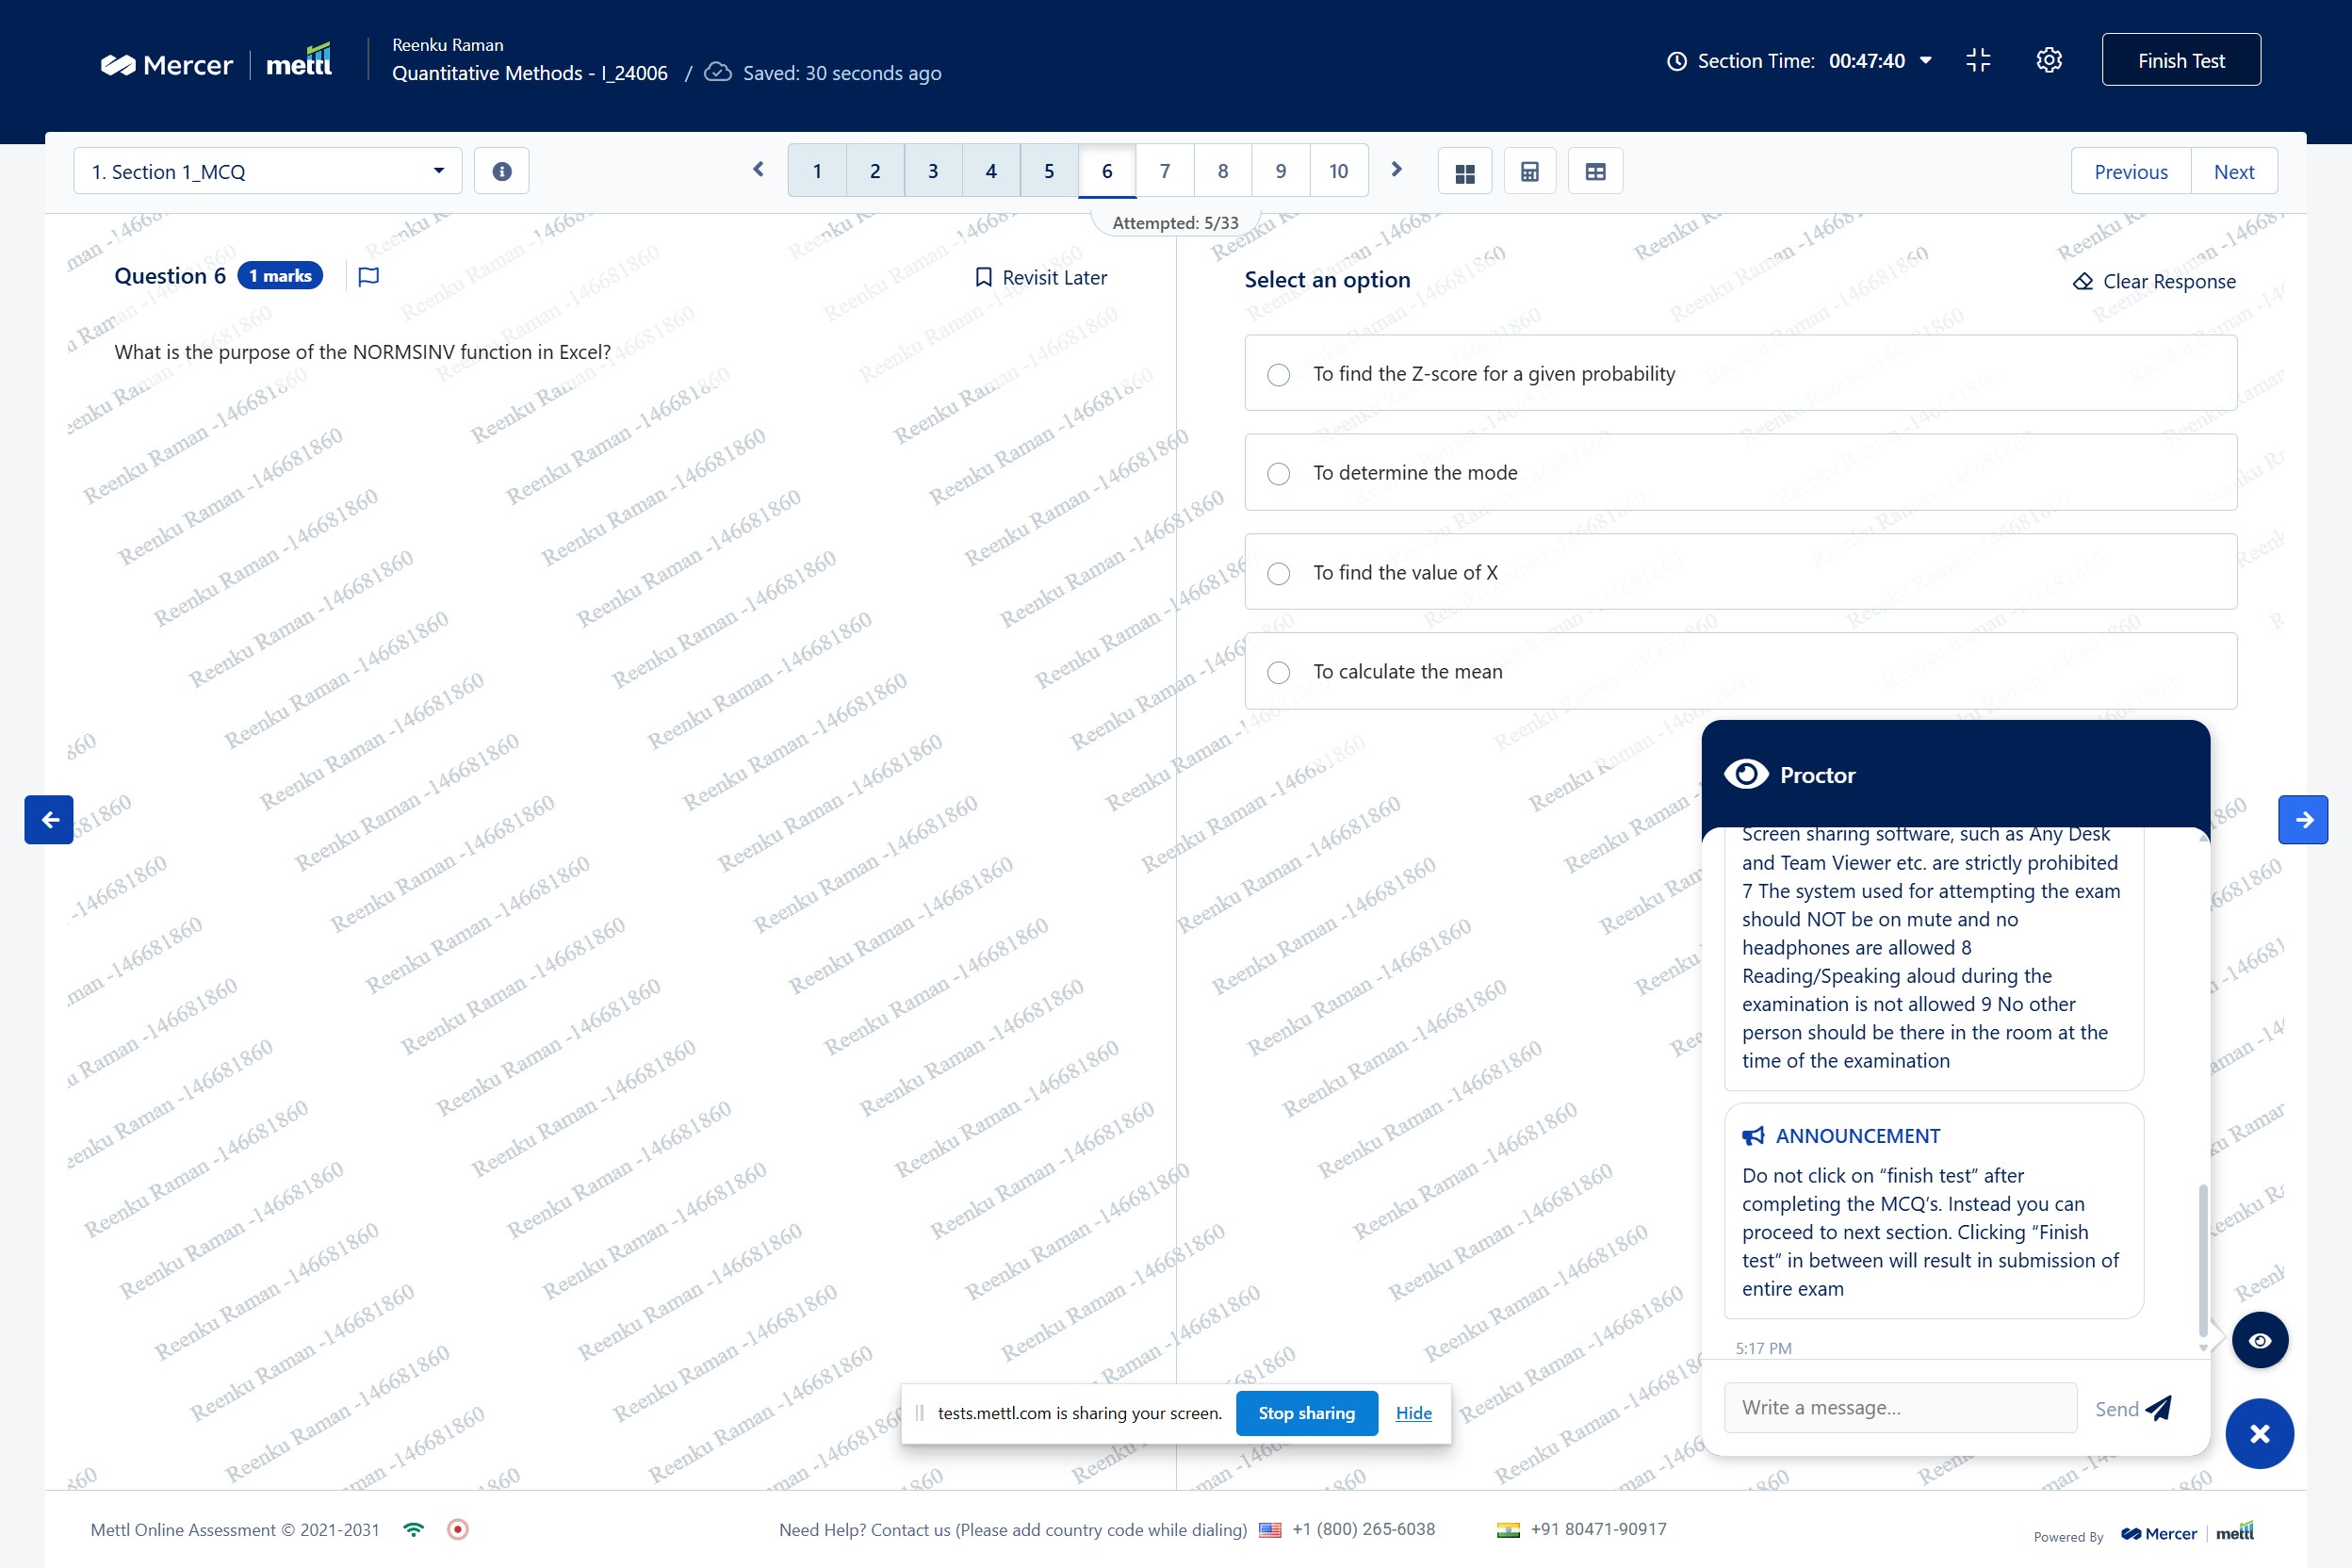 Mercer | mettl
Reenku Raman
Quantitative Methods - I_24006 / Saved: 30 seconds ago
Section Time: 00:47:40
Finish Test
1. Section 1_MCQ
1 2 3 4 5 6 7 8 9 10
Previous Next
Attempted: 5/33
Question 6 1 marks
Revisit Later
What is the purpose of the NORMSINV function in Excel?
Select an option
Clear Response
To find the Z-score for a given probability
To determine the mode
To find the value of X
To calculate the mean
Reenku Raman -146681860
Proctor
Screen sharing software, such as Any Desk
and Team Viewer etc. are strictly prohibited
7 The system used for attempting the exam
should NOT be on mute and no
headphones are allowed 8
Reading/Speaking aloud during the
examination is not allowed 9 No other
person should be there in the room at the
time of the examination
ANNOUNCEMENT
Do not click on “finish test” after
completing the MCQ’s. Instead you can
proceed to next section. Clicking “Finish
test” in between will result in submission of
entire exam
5:17 PM
Write a message...
Send
tests.mettl.com is sharing your screen.
Stop sharing
Hide
Mettl Online Assessment © 2021-2031
Need Help? Contact us (Please add country code while dialing) +1 (800) 265-6038 +91 80471-90917
Powered By Mercer | mettl